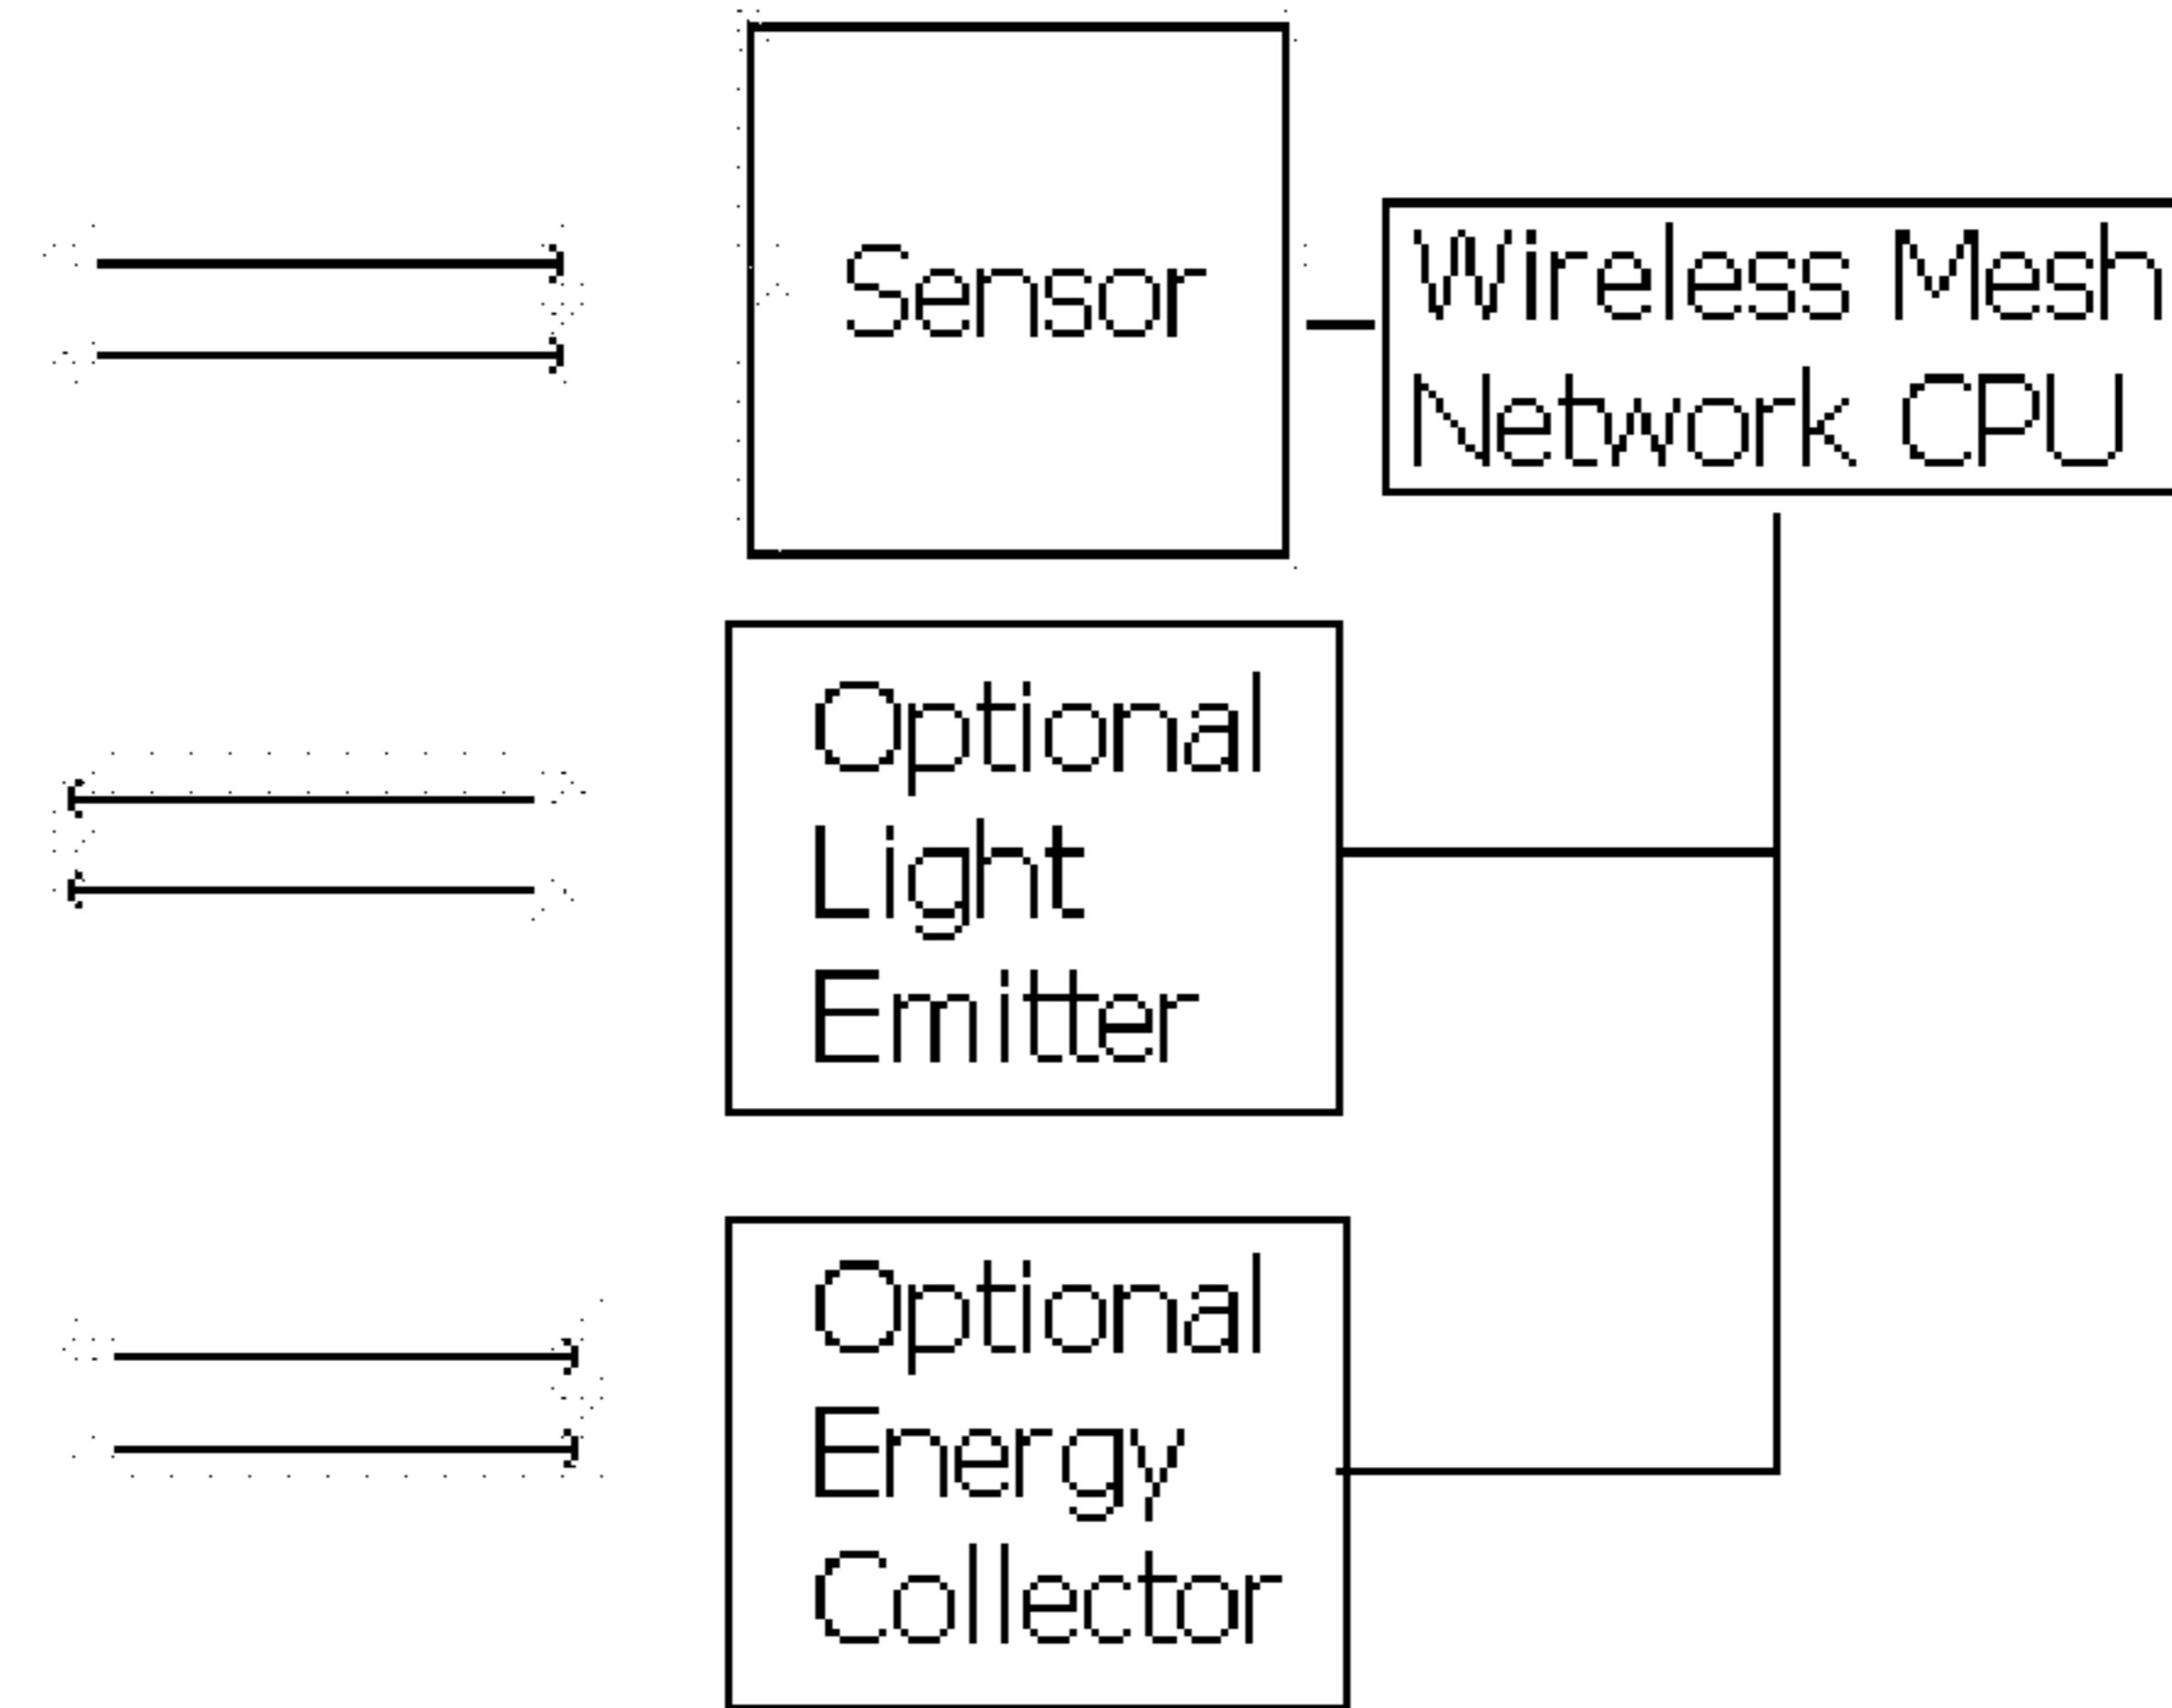 Sensor
Wireless Mesh
Network CPU
Optional
Light
Emitter
Optional
Energy
Collector